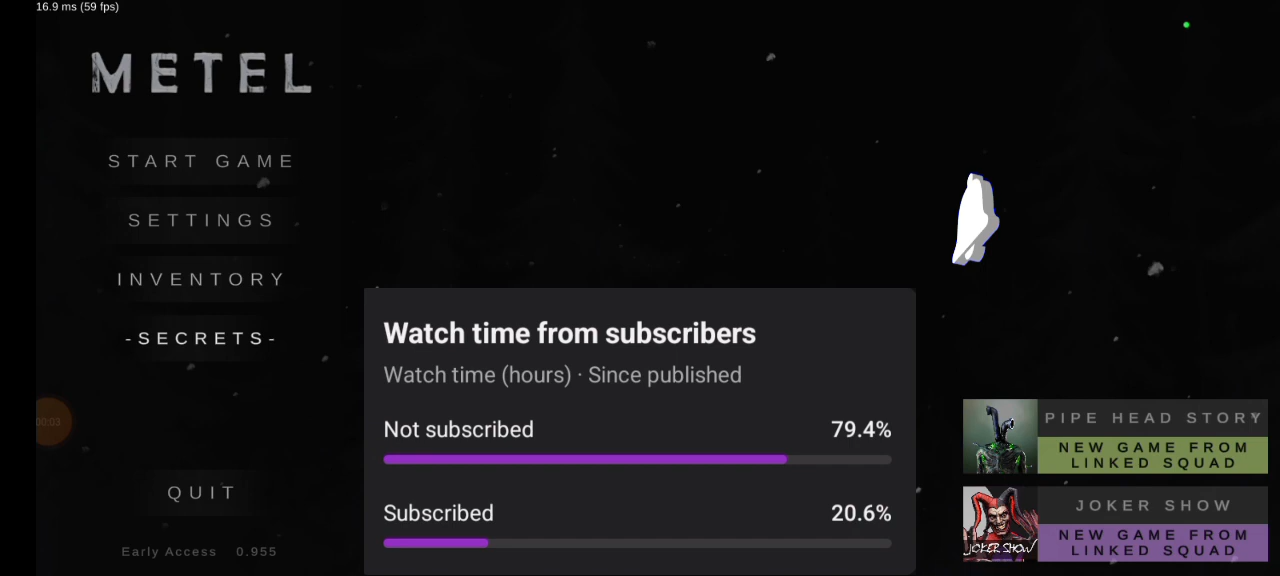 16.9 ms (59 fps)
METEL
START GAME
SETTINGS
INVENTORY
-SECRETS-
00:03
QUIT
Early Access 0.955
Watch time from subscribers
Watch time (hours) · Since published
Not subscribed 79.4%
Subscribed 20.6%
PIPE HEAD STORY
NEW GAME FROM
LINKED SQUAD
JOKER SHOW
JOKER SHOW
NEW GAME FROM
LINKED SQUAD